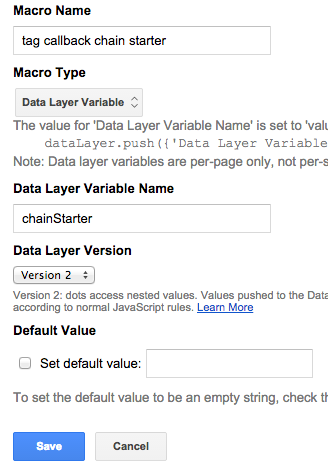 Macro Name
tag callback chain starter
Macro Type
Data Layer Variable
The value for 'Data Layer Variable Name' is set to 'valu
dataLayer.push({'Data Layer Variable
Note: Data layer variables are per-page only, not per-s
Data Layer Variable Name
chainStarter
Data Layer Version
Version 2
Version 2: dots access nested values. Values pushed to the Data
according to normal JavaScript rules. Learn More
Default Value
Set default value:
To set the default value to be an empty string, check th
Save Cancel